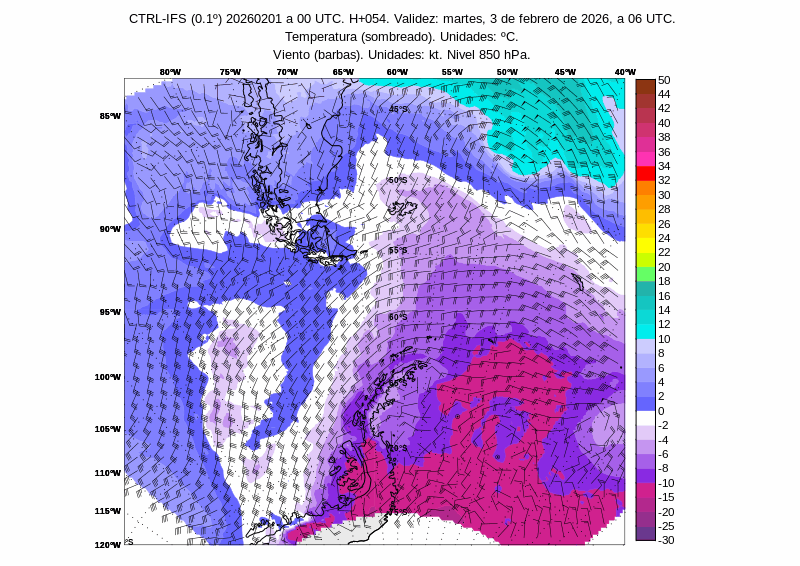 CTRL-IFS (0.1º) 20260201 a 00 UTC. H+054. Validez: martes, 3 de febrero de 2026, a 06 UTC.
Temperatura (sombreado). Unidades: ºC.
Viento (barbas). Unidades: kt. Nivel 850 hPa.
80°W 75°W 70°W 65°W 60°W 55°W 50°W 45°W 40°W
85°W
90°W
95°W
100°W
105°W
110°W
115°W
120°W
45°S
50°S
55°S
60°S
50
44
42
40
38
36
34
32
30
28
26
24
22
20
18
16
14
12
10
8
6
4
2
0
-2
-4
-6
-8
-10
-15
-20
-25
-30